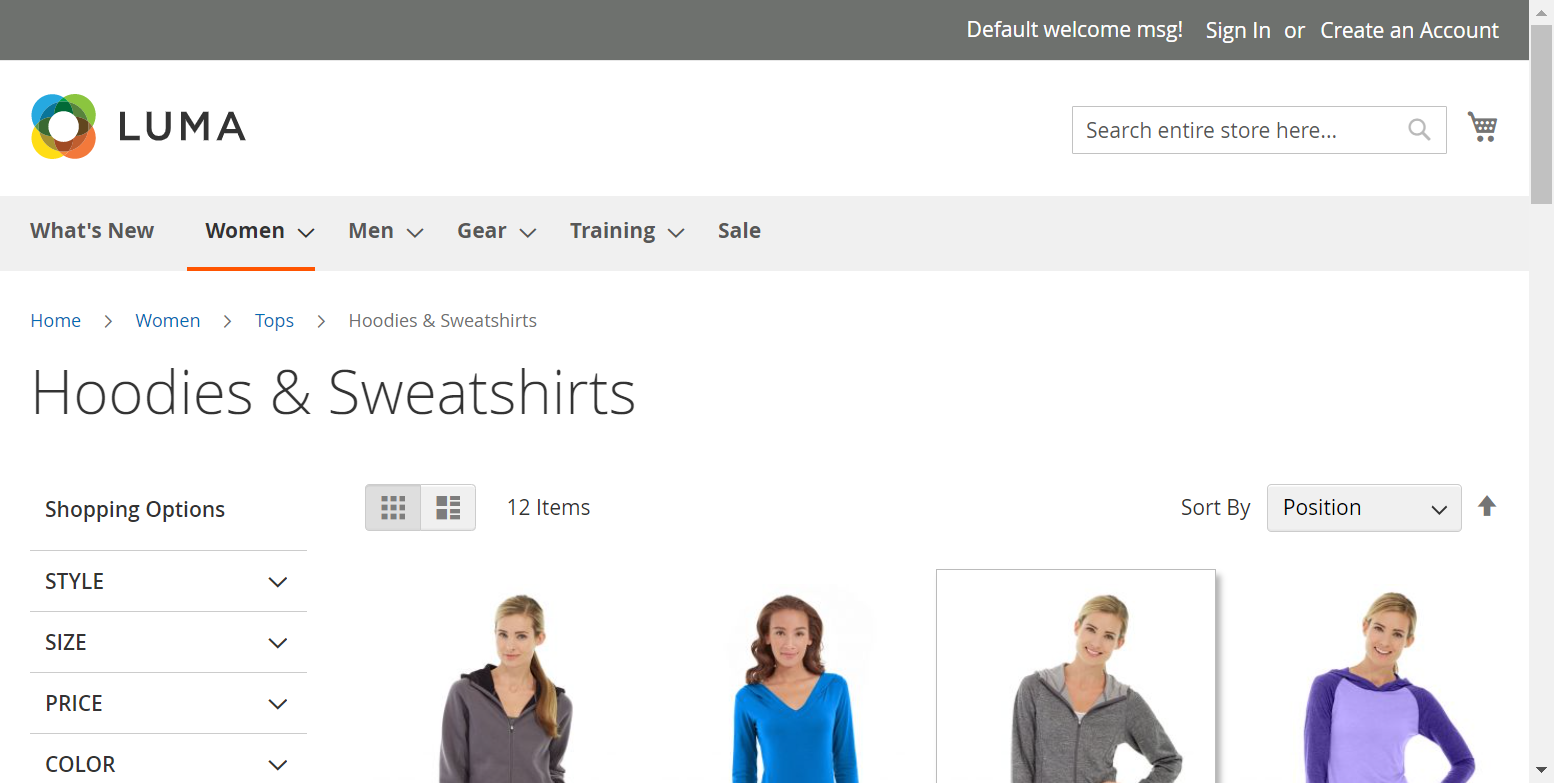 Default welcome msg! Sign In or Create an Account
LUMA
Search entire store here...
What's New Women Men Gear Training Sale
Home Women Tops Hoodies & Sweatshirts
Hoodies & Sweatshirts
Shopping Options
12 Items
Sort By Position
STYLE
SIZE
PRICE
COLOR